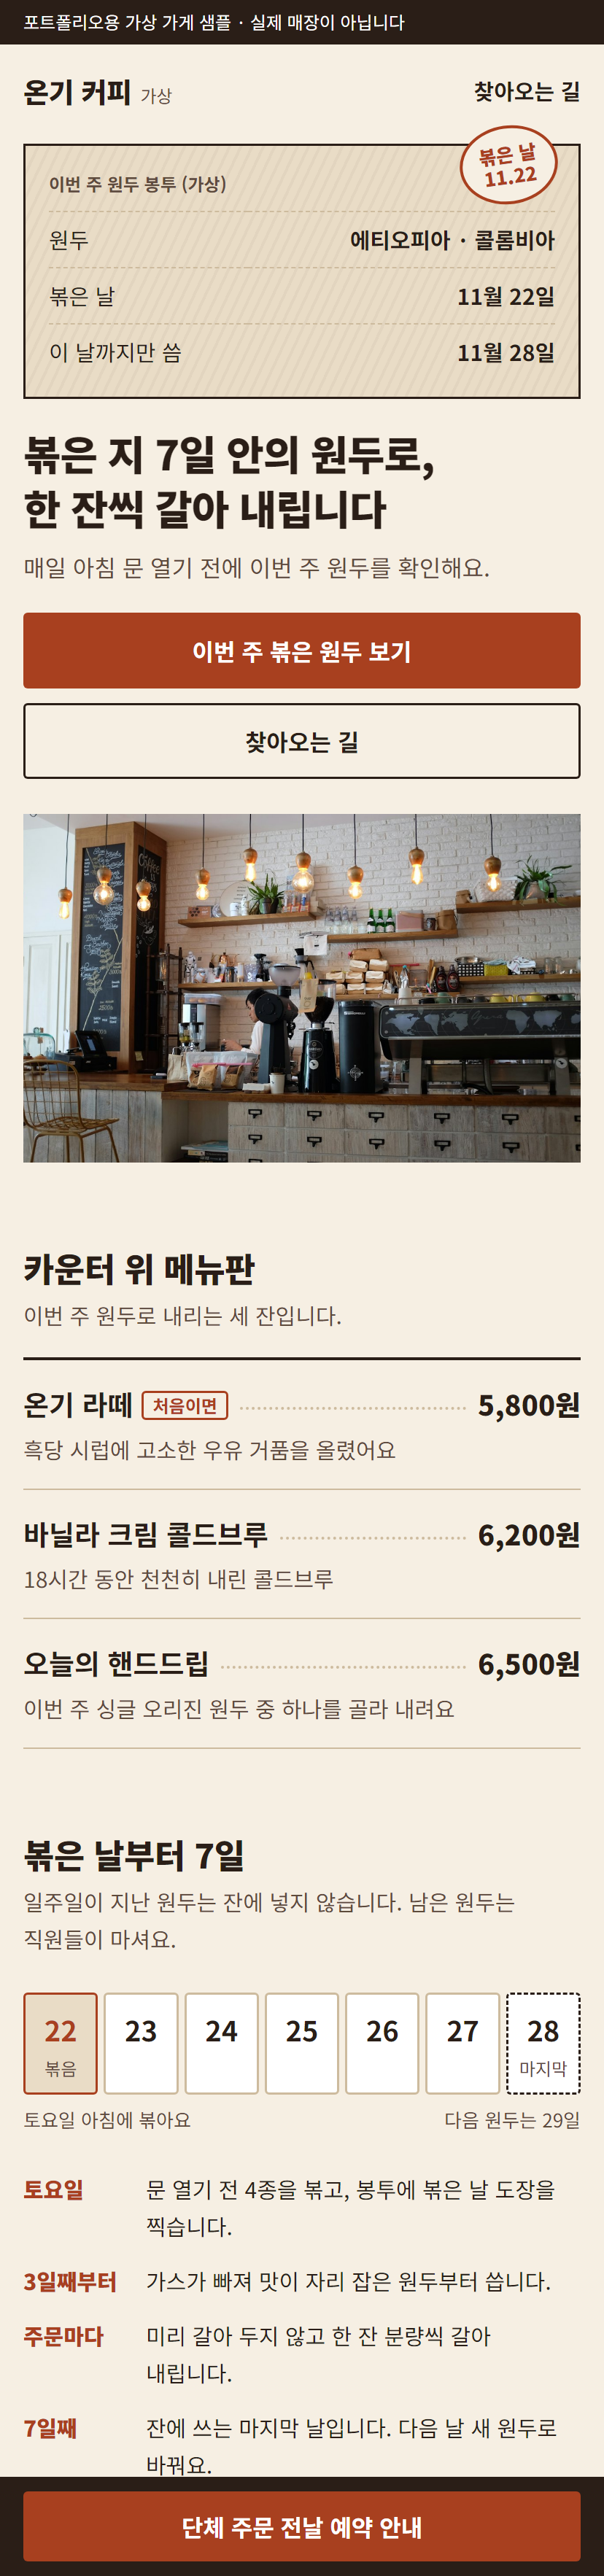 포트폴리오용 가상 가게 샘플 · 실제 매장이 아닙니다
온기 커피 가상
찾아오는 길
볶은 날
11.22
이번 주 원두 봉투 (가상)
원두 에티오피아 · 콜롬비아
볶은 날 11월 22일
이 날까지만 씀 11월 28일
볶은 지 7일 안의 원두로,
한 잔씩 갈아 내립니다
매일 아침 문 열기 전에 이번 주 원두를 확인해요.
이번 주 볶은 원두 보기
찾아오는 길
카운터 위 메뉴판
이번 주 원두로 내리는 세 잔입니다.
온기 라떼 처음이면 5,800원
흑당 시럽에 고소한 우유 거품을 올렸어요
바닐라 크림 콜드브루 6,200원
18시간 동안 천천히 내린 콜드브루
오늘의 핸드드립 6,500원
이번 주 싱글 오리진 원두 중 하나를 골라 내려요
볶은 날부터 7일
일주일이 지난 원두는 잔에 넣지 않습니다. 남은 원두는
직원들이 마셔요.
22 23 24 25 26 27 28
볶음 마지막
토요일 아침에 볶아요 다음 원두는 29일
토요일 문 열기 전 4종을 볶고, 봉투에 볶은 날 도장을
찍습니다.
3일째부터 가스가 빠져 맛이 자리 잡은 원두부터 씁니다.
주문마다 미리 갈아 두지 않고 한 잔 분량씩 갈아
내립니다.
7일째 잔에 쓰는 마지막 날입니다. 다음 날 새 원두로
바꿔요.
단체 주문 전날 예약 안내